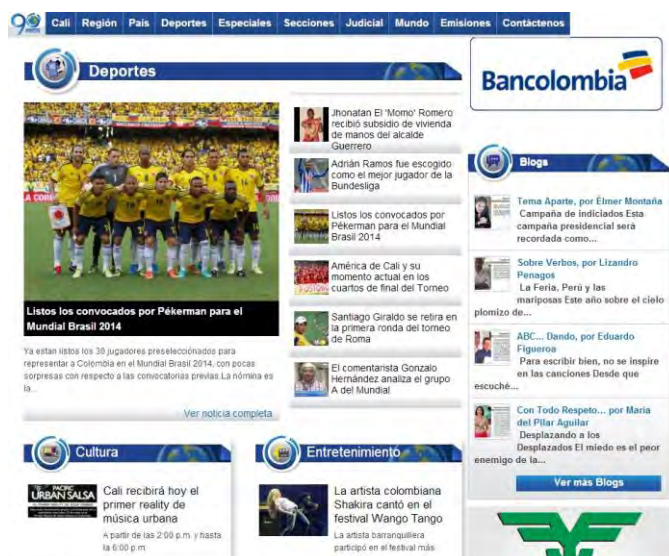 90
Cali Región País Deportes Especiales Secciones Judicial Mundo Emisiones Contáctenos
Deportes
Listos los convocados por Pékerman para el
Mundial Brasil 2014
Ya estan listos los 30 jugadores preseleccionados para
representar a Colombia en el Mundial Brasil 2014, con pocas
sorpresas con respecto a las convocatorias previas.La nómina es
la...
Ver noticia completa
Jhonatan El 'Momo' Romero
recibió subsidio de vivienda
de manos del alcalde
Guerrero
Adrián Ramos fue escogido
como el mejor jugador de la
Bundesliga
Listos los convocados por
Pékerman para el Mundial
Brasil 2014
América de Cali y su
momento actual en los
cuartos de final del Torneo
Santiago Giraldo se retira en
la primera ronda del torneo
de Roma
El comentarista Gonzalo
Hernández analiza el grupo
A del Mundial
Bancolombia
Blogs
Tema Aparte, por Élmer Montaña
Campaña de indiciados Esta
campaña presidencial será
recordada como...
Sobre Verbos, por Lizandro
Penagos
La Feria, Perú y las
mariposas Este año sobre el cielo
plomizo de...
ABC... Dando, por Eduardo
Figueroa
Para escribir bien, no se inspire
en las canciones Desde que
escuché...
Con Todo Respeto... por María
del Pilar Aguilar
Desplazando a los
Desplazados El miedo es el peor
enemigo de la...
Ver más Blogs
Cultura
PACIFIC
URBAN SALSA
Cali recibirá hoy el
primer reality de
música urbana
A partir de las 2:00 p.m. y hasta
la 6:00 p.m
Entretenimiento
La artista colombiana
Shakira cantó en el
festival Wango Tango
La artista barranquillera
participó en el festival más